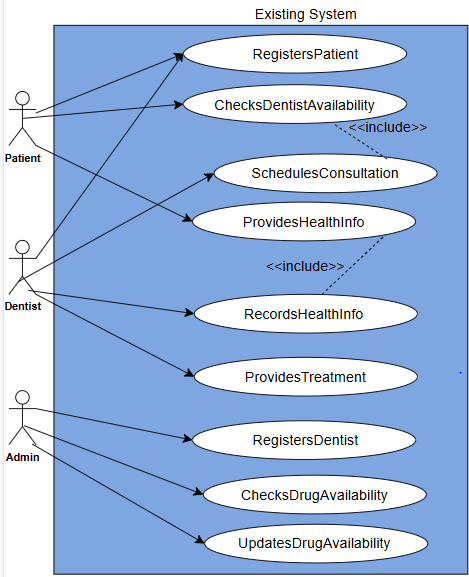 Existing System
RegistersPatient
ChecksDentistAvailability
<<include>>
Patient
SchedulesConsultation
ProvidesHealthInfo
<<include>>
Dentist
RecordsHealthInfo
ProvidesTreatment
RegistersDentist
Admin
ChecksDrugAvailability
UpdatesDrugAvailability